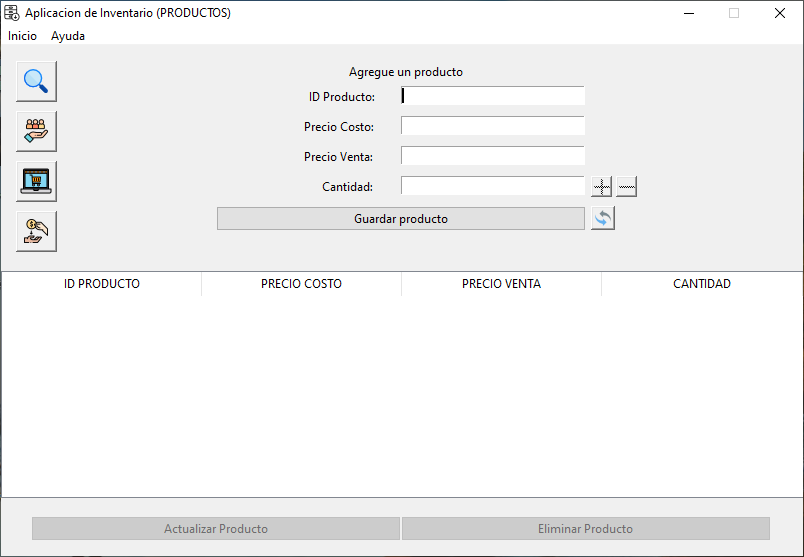 Aplicacion de Inventario (PRODUCTOS)
Inicio Ayuda
Agregue un producto
ID Producto:
Precio Costo:
Precio Venta:
Cantidad:
Guardar producto
ID PRODUCTO PRECIO COSTO PRECIO VENTA CANTIDAD
Actualizar Producto Eliminar Producto